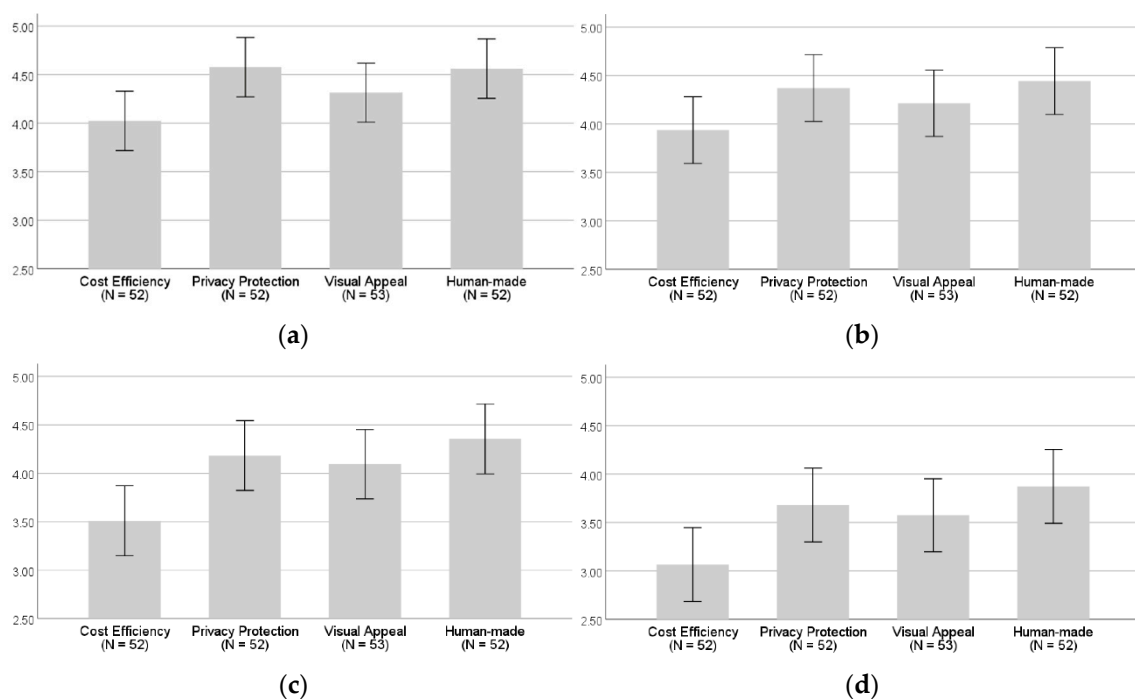 5.00
4.50
4.00
3.50
3.00
2.50
Cost Efficiency Privacy Protection Visual Appeal Human-made
(N = 52) (N = 52) (N = 53) (N = 52)
(a)
5.00
4.50
4.00
3.50
3.00
2.50
Cost Efficiency Privacy Protection Visual Appeal Human-made
(N = 52) (N = 52) (N = 53) (N = 52)
(b)
5.00
4.50
4.00
3.50
3.00
2.50
Cost Efficiency Privacy Protection Visual Appeal Human-made
(N = 52) (N = 52) (N = 53) (N = 52)
(c)
5.00
4.50
4.00
3.50
3.00
2.50
Cost Efficiency Privacy Protection Visual Appeal Human-made
(N = 52) (N = 52) (N = 53) (N = 52)
(d)